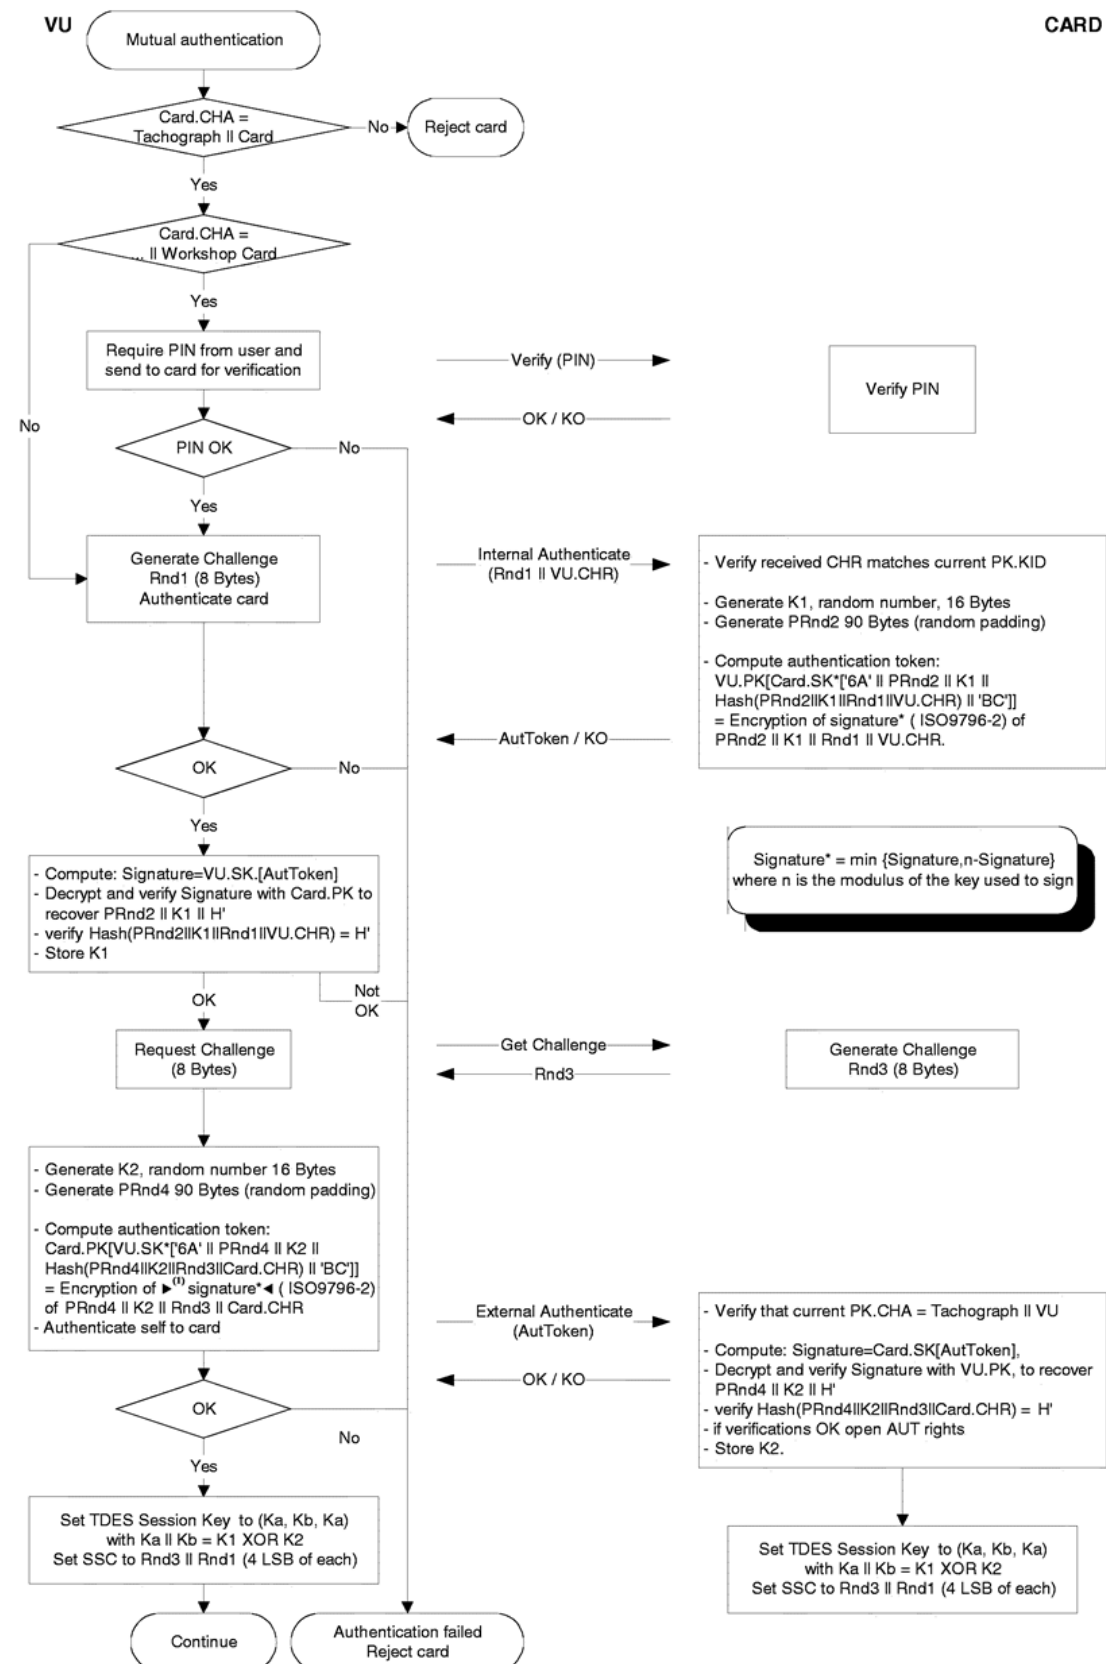 VU
CARD
Mutual authentication
Card.CHA =
Tachograph || Card
No
Reject card
Yes
Card.CHA =
... || Workshop Card
Yes
No
Require PIN from user and
send to card for verification
Verify (PIN)
OK / KO
Verify PIN
PIN OK
No
Yes
Generate Challenge
Rnd1 (8 Bytes)
Authenticate card
Internal Authenticate
(Rnd1 || VU.CHR)
- Verify received CHR matches current PK.KID
- Generate K1, random number, 16 Bytes
- Generate PRnd2 90 Bytes (random padding)
- Compute authentication token:
VU.PK[Card.SK*['6A' || PRnd2 || K1 ||
Hash(PRnd2||K1||Rnd1||VU.CHR) || 'BC']]
= Encryption of signature* ( ISO9796-2) of
PRnd2 || K1 || Rnd1 || VU.CHR.
AutToken / KO
OK
No
Yes
- Compute: Signature=VU.SK.[AutToken]
- Decrypt and verify Signature with Card.PK to
recover PRnd2 || K1 || H'
- verify Hash(PRnd2||K1||Rnd1||VU.CHR) = H'
- Store K1
Signature* = min {Signature,n-Signature}
where n is the modulus of the key used to sign
OK
Not
OK
Request Challenge
(8 Bytes)
Get Challenge
Rnd3
Generate Challenge
Rnd3 (8 Bytes)
- Generate K2, random number 16 Bytes
- Generate PRnd4 90 Bytes (random padding)
- Compute authentication token:
Card.PK[VU.SK*['6A' || PRnd4 || K2 ||
Hash(PRnd4||K2||Rnd3||Card.CHR) || 'BC']]
= Encryption of ►(1) signature*◄ ( ISO9796-2)
of PRnd4 || K2 || Rnd3 || Card.CHR
- Authenticate self to card
External Authenticate
(AutToken)
OK / KO
- Verify that current PK.CHA = Tachograph || VU
- Compute: Signature=Card.SK[AutToken],
- Decrypt and verify Signature with VU.PK, to recover
PRnd4 || K2 || H'
- verify Hash(PRnd4||K2||Rnd3||Card.CHR) = H'
- if verifications OK open AUT rights
- Store K2.
OK
No
Yes
Set TDES Session Key to (Ka, Kb, Ka)
with Ka || Kb = K1 XOR K2
Set SSC to Rnd3 || Rnd1 (4 LSB of each)
Set TDES Session Key to (Ka, Kb, Ka)
with Ka || Kb = K1 XOR K2
Set SSC to Rnd3 || Rnd1 (4 LSB of each)
Continue
Authentication failed
Reject card